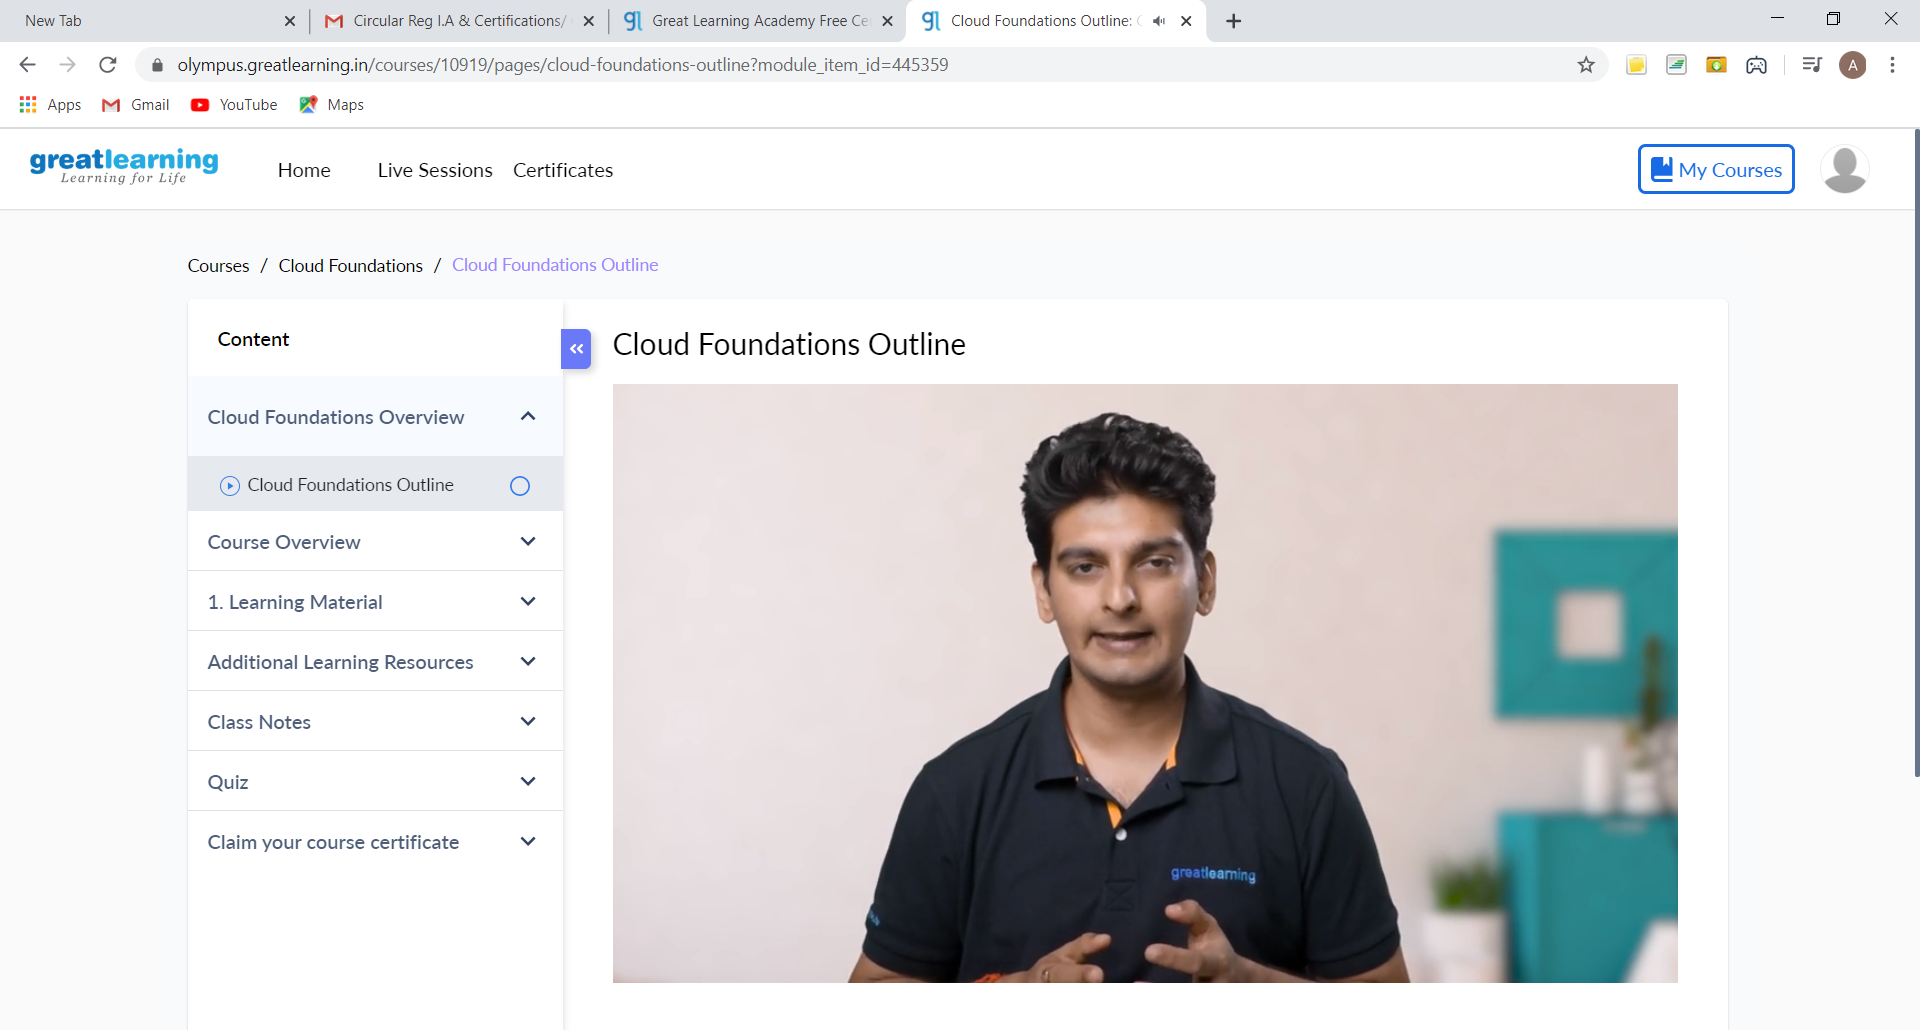 New Tab
Circular Reg I.A & Certifications/
Great Learning Academy Free Ce
Cloud Foundations Outline:
olympus.greatlearning.in/courses/10919/pages/cloud-foundations-outline?module_item_id=445359
A
Apps
Gmail
YouTube
Maps
greatlearning
Learning for Life
Home
Live Sessions
Certificates
My Courses
Courses / Cloud Foundations / Cloud Foundations Outline
Content
Cloud Foundations Overview
Cloud Foundations Outline
Course Overview
1. Learning Material
Additional Learning Resources
Class Notes
Quiz
Claim your course certificate
Cloud Foundations Outline
greatlearning